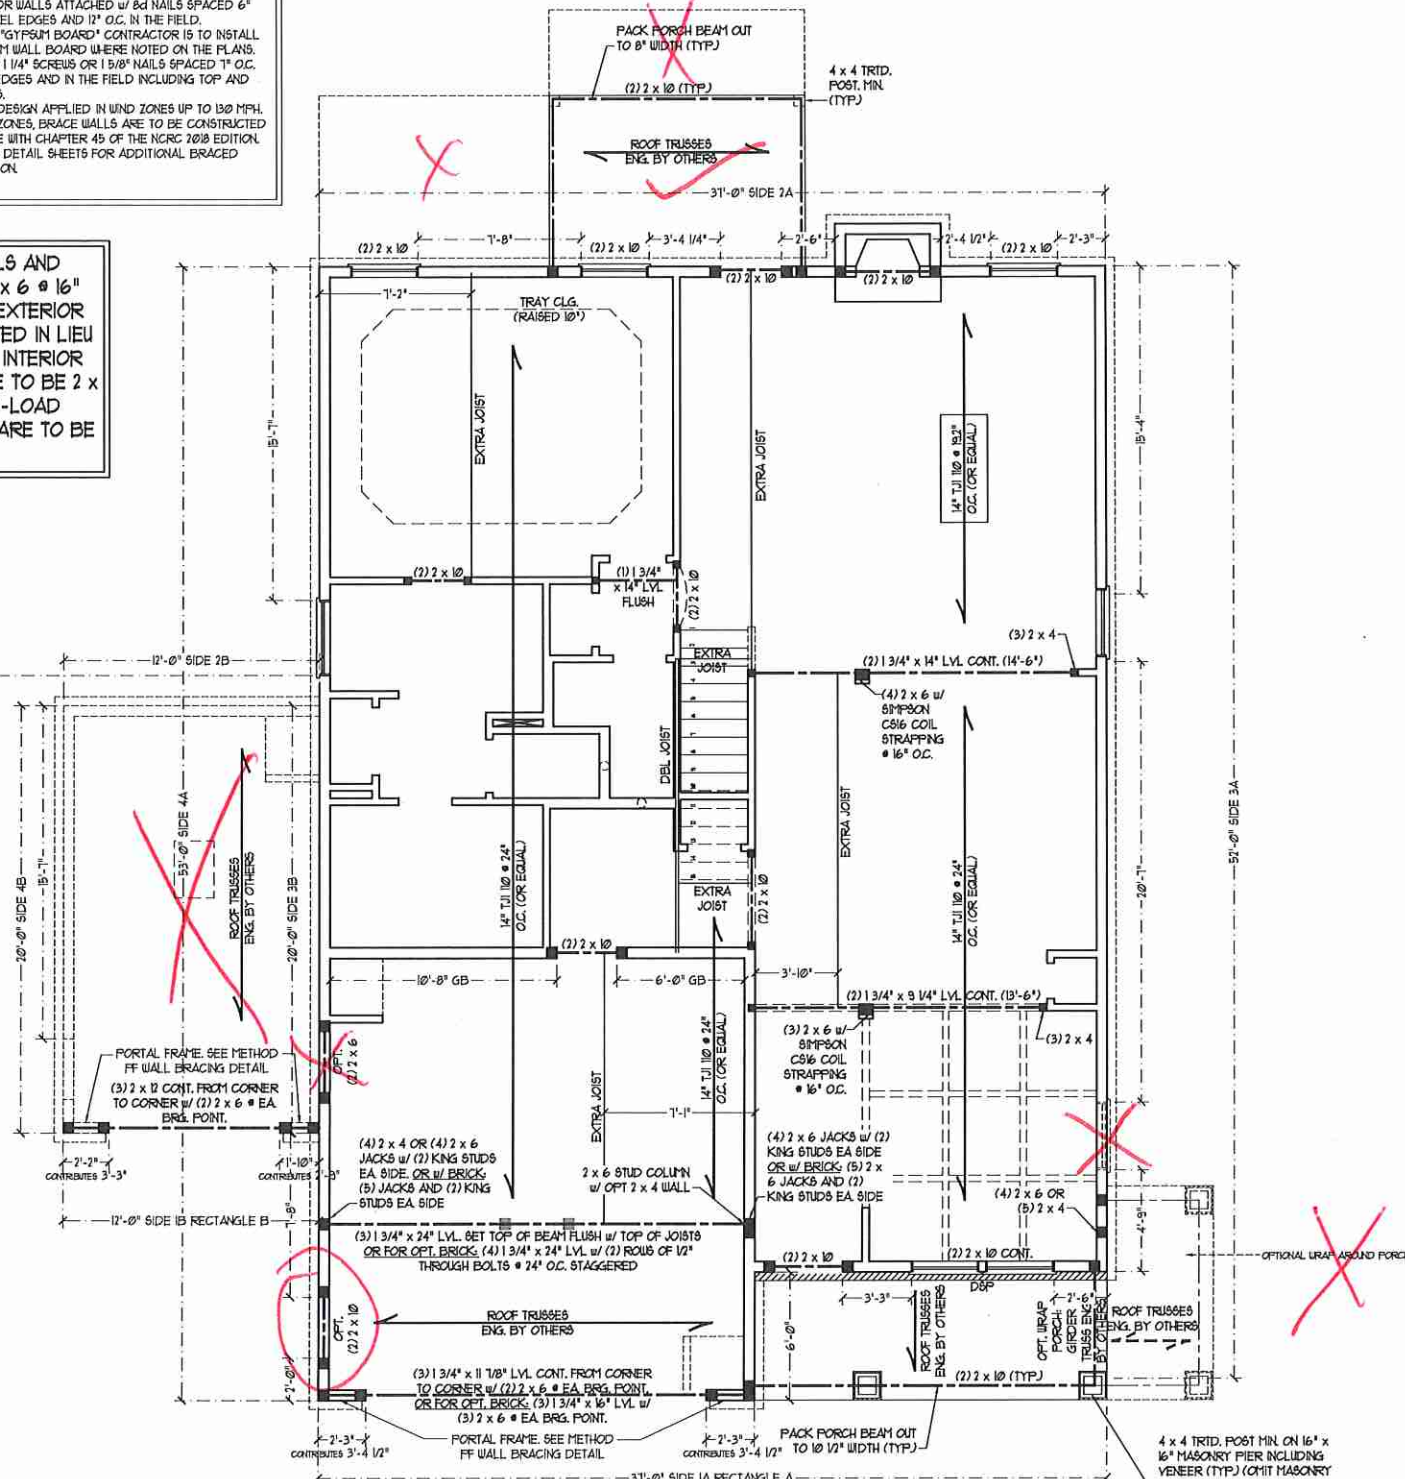 OR WALLS ATTACHED w/ 8d NAILS SPACED 6"
EL EDGES AND 12" O.C. IN THE FIELD.
"GYPSUM BOARD" CONTRACTOR IS TO INSTALL
M WALL BOARD WHERE NOTED ON THE PLANS.
1 1/4" SCREWS OR 1 5/8" NAILS SPACED 7" O.C.
EDGES AND IN THE FIELD INCLUDING TOP AND
DESIGN APPLIED IN WIND ZONES UP TO 130 MPH.
ZONES, BRACE WALLS ARE TO BE CONSTRUCTED
E WITH CHAPTER 45 OF THE NCRC 2018 EDITION.
DETAIL SHEETS FOR ADDITIONAL BRACED
ON.
LS AND
x 6 @ 16"
EXTERIOR
TED IN LIEU
INTERIOR
E TO BE 2 x
-LOAD
ARE TO BE
PACK PORCH BEAM OUT
TO 8" WIDTH (TYP.)
(2) 2 x 10 (TYP.)
4 x 4 TRTD.
POST. MIN.
(TYP.)
ROOF TRUSSES
ENG. BY OTHERS
37'-0" SIDE 2A
(2) 2 x 10
7'-8"
(2) 2 x 10
3'-4 1/4"
2'-6"
2'-4 1/2"
(2) 2 x 10
2'-3"
(2) 2 x 10
(2) 2 x 10
7'-2"
TRAY CLG.
(RAISED 10")
15'-7"
EXTRA JOIST
EXTRA JOIST
14" TJI 110 @ 19.2"
O.C. (OR EQUAL)
15'-4"
(2) 2 x 10
(1) 1 3/4"
x 14" LVL
FLUSH
(2) 2 x 10
(3) 2 x 4
12'-0" SIDE 2B
EXTRA
JOIST
(2) 1 3/4" x 14" LVL CONT. (14'-6")
(4) 2 x 6 w/
SIMPSON
CS16 COIL
STRAPPING
@ 16" O.C.
DBL JOIST
EXTRA JOIST
53'-0" SIDE 4A
52'-0" SIDE 3A
20'-0" SIDE 4B
15'-7"
ROOF TRUSSES
ENG. BY OTHERS
20'-0" SIDE 3B
14" TJI 110 @ 24"
O.C. (OR EQUAL)
EXTRA
JOIST
(2) 2 x 10
14" TJI 110 @ 24"
O.C. (OR EQUAL)
20'-7"
(2) 2 x 10
10'-8" GB
6'-0" GB
3'-10"
(2) 1 3/4" x 9 1/4" LVL CONT. (13'-6")
(3) 2 x 6 w/
SIMPSON
CS16 COIL
STRAPPING
@ 16" O.C.
(3) 2 x 4
PORTAL FRAME. SEE METHOD
PF WALL BRACING DETAIL
(3) 2 x 12 CONT. FROM CORNER
TO CORNER w/ (2) 2 x 6 @ EA.
BRG. POINT.
OPT.
(2) 2 x 6
EXTRA JOIST
14" TJI 110 @ 24"
O.C. (OR EQUAL)
7'-1"
2'-2"
CONTRIBUTES 3'-3"
1'-10"
CONTRIBUTES 2'-9"
(4) 2 x 4 OR (4) 2 x 6
JACKS w/ (2) KING STUDS
EA. SIDE. OR w/ BRICK:
(5) JACKS AND (2) KING
STUDS EA. SIDE
2 x 6 STUD COLUMN
w/ OPT 2 x 4 WALL
(4) 2 x 6 JACKS w/ (2)
KING STUDS EA SIDE
OR w/ BRICK: (5) 2 x
6 JACKS AND (2)
KING STUDS EA. SIDE
(4) 2 x 6 OR
(5) 2 x 4
4'-9"
12'-0" SIDE 1B RECTANGLE B
7'-8"
(3) 1 3/4" x 24" LVL. SET TOP OF BEAM FLUSH w/ TOP OF JOISTS
OR FOR OPT. BRICK: (4) 1 3/4" x 24" LVL w/ (2) ROWS OF 1/2"
THROUGH BOLTS @ 24" O.C. STAGGERED
(2) 2 x 10
(2) 2 x 10 CONT.
OPTIONAL WRAP AROUND PORC
DSP
3'-3"
2'-6"
OPT.
(2) 2 x 10
ROOF TRUSSES
ENG. BY OTHERS
6'-0"
ROOF TRUSSES
ENG. BY OTHERS
OPT. WRAP
PORCH:
GIRDER
TRUSS ENG.
BY OTHERS
ROOF TRUSSES
ENG. BY OTHERS
2'-0"
(3) 1 3/4" x 11 7/8" LVL CONT. FROM CORNER
TO CORNER w/ (2) 2 x 6 @ EA. BRG. POINT.
OR FOR OPT. BRICK: (3) 1 3/4" x 16" LVL w/
(3) 2 x 6 @ EA. BRG. POINT.
(2) 2 x 10 (TYP.)
2'-3"
CONTRIBUTES 3'-4 1/2"
PORTAL FRAME. SEE METHOD
PF WALL BRACING DETAIL
2'-3"
CONTRIBUTES 3'-4 1/2"
PACK PORCH BEAM OUT
TO 10 1/2" WIDTH (TYP.)
4 x 4 TRTD. POST MIN. ON 16" x
16" MASONRY PIER INCLUDING
VENEER (TYP.) (OMIT MASONRY
37'-0" SIDE 1A RECTANGLE A